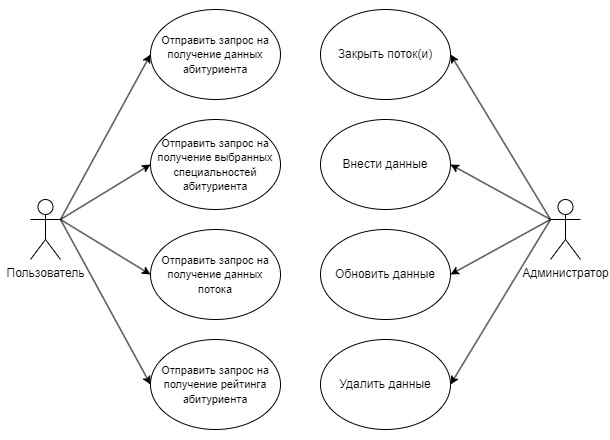 Отправить запрос на
получение данных
абитуриента
Закрыть поток(и)
Отправить запрос на
получение выбранных
специальностей
абитуриента
Внести данные
Пользователь
Администратор
Отправить запрос на
получение данных
потока
Обновить данные
Отправить запрос на
получение рейтинга
абитуриента
Удалить данные